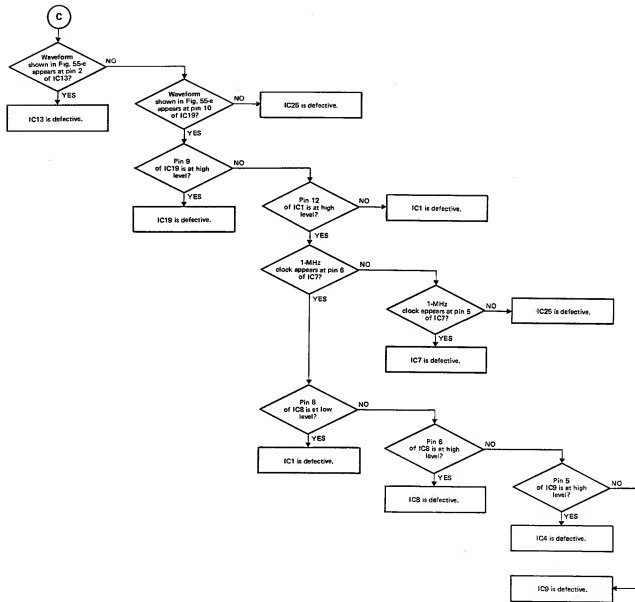 C
Waveform
shown in Fig. 55-e
appears at pin 2
of IC13?
NO
YES
IC13 is defective.
Waveform
shown in Fig. 55-e
appears at pin 10
of IC19?
NO
IC25 is defective.
YES
Pin 9
of IC19 is at high
level?
NO
YES
IC19 is defective.
Pin 12
of IC1 is at high
level?
NO
IC1 is defective.
YES
1-MHz
clock appears at pin 6
of IC7?
NO
YES
1-MHz
clock appears at pin 5
of IC7?
NO
IC25 is defective.
YES
IC7 is defective.
Pin 8
of IC8 is at low
level?
NO
YES
IC1 is defective.
Pin 6
of IC8 is at high
level?
NO
YES
IC8 is defective.
Pin 5
of IC9 is at high
level?
NO
YES
IC4 is defective.
IC9 is defective.